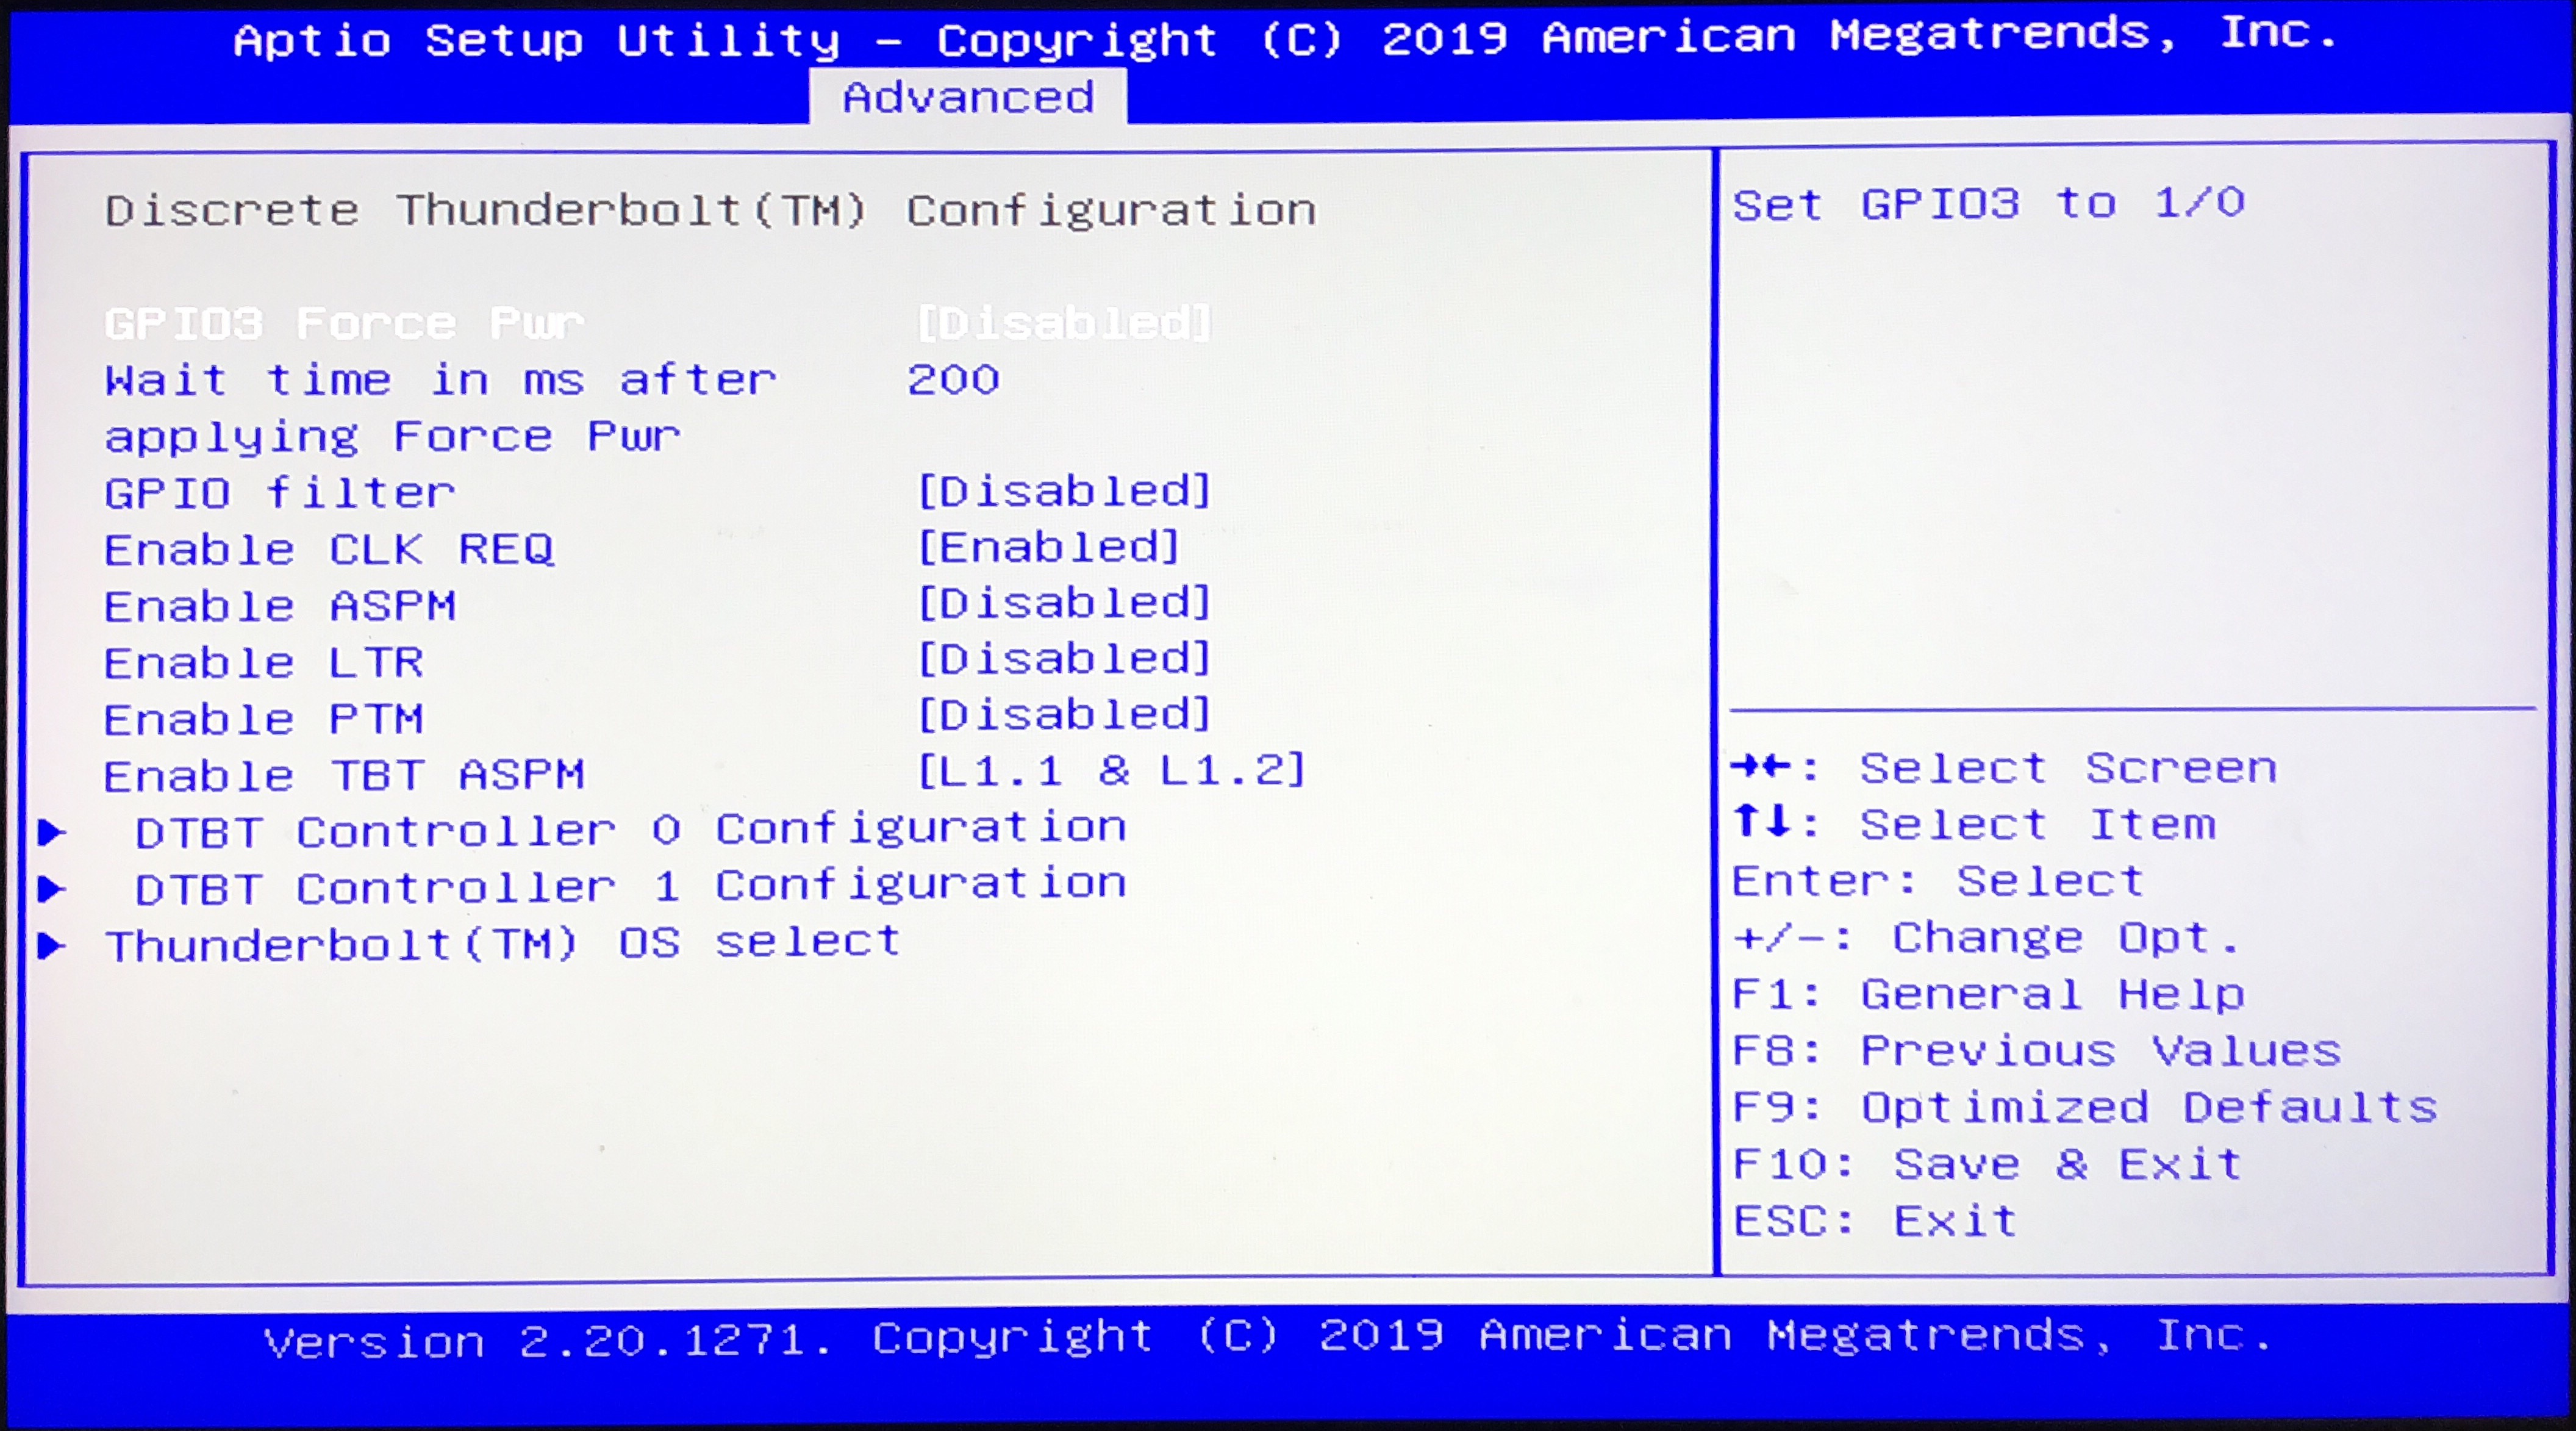 Aptio Setup Utility – Copyright (C) 2019 American Megatrends, Inc.
Advanced
Discrete Thunderbolt(TM) Configuration
GPIO3 Force Pwr [Disabled]
Wait time in ms after 200
applying Force Pwr
GPIO filter [Disabled]
Enable CLK REQ [Enabled]
Enable ASPM [Disabled]
Enable LTR [Disabled]
Enable PTM [Disabled]
Enable TBT ASPM [L1.1 & L1.2]
DTBT Controller 0 Configuration
DTBT Controller 1 Configuration
Thunderbolt(TM) OS select
Set GPIO3 to 1/0
→←: Select Screen
↑↓: Select Item
Enter: Select
+/–: Change Opt.
F1: General Help
F8: Previous Values
F9: Optimized Defaults
F10: Save & Exit
ESC: Exit
Version 2.20.1271. Copyright (C) 2019 American Megatrends, Inc.